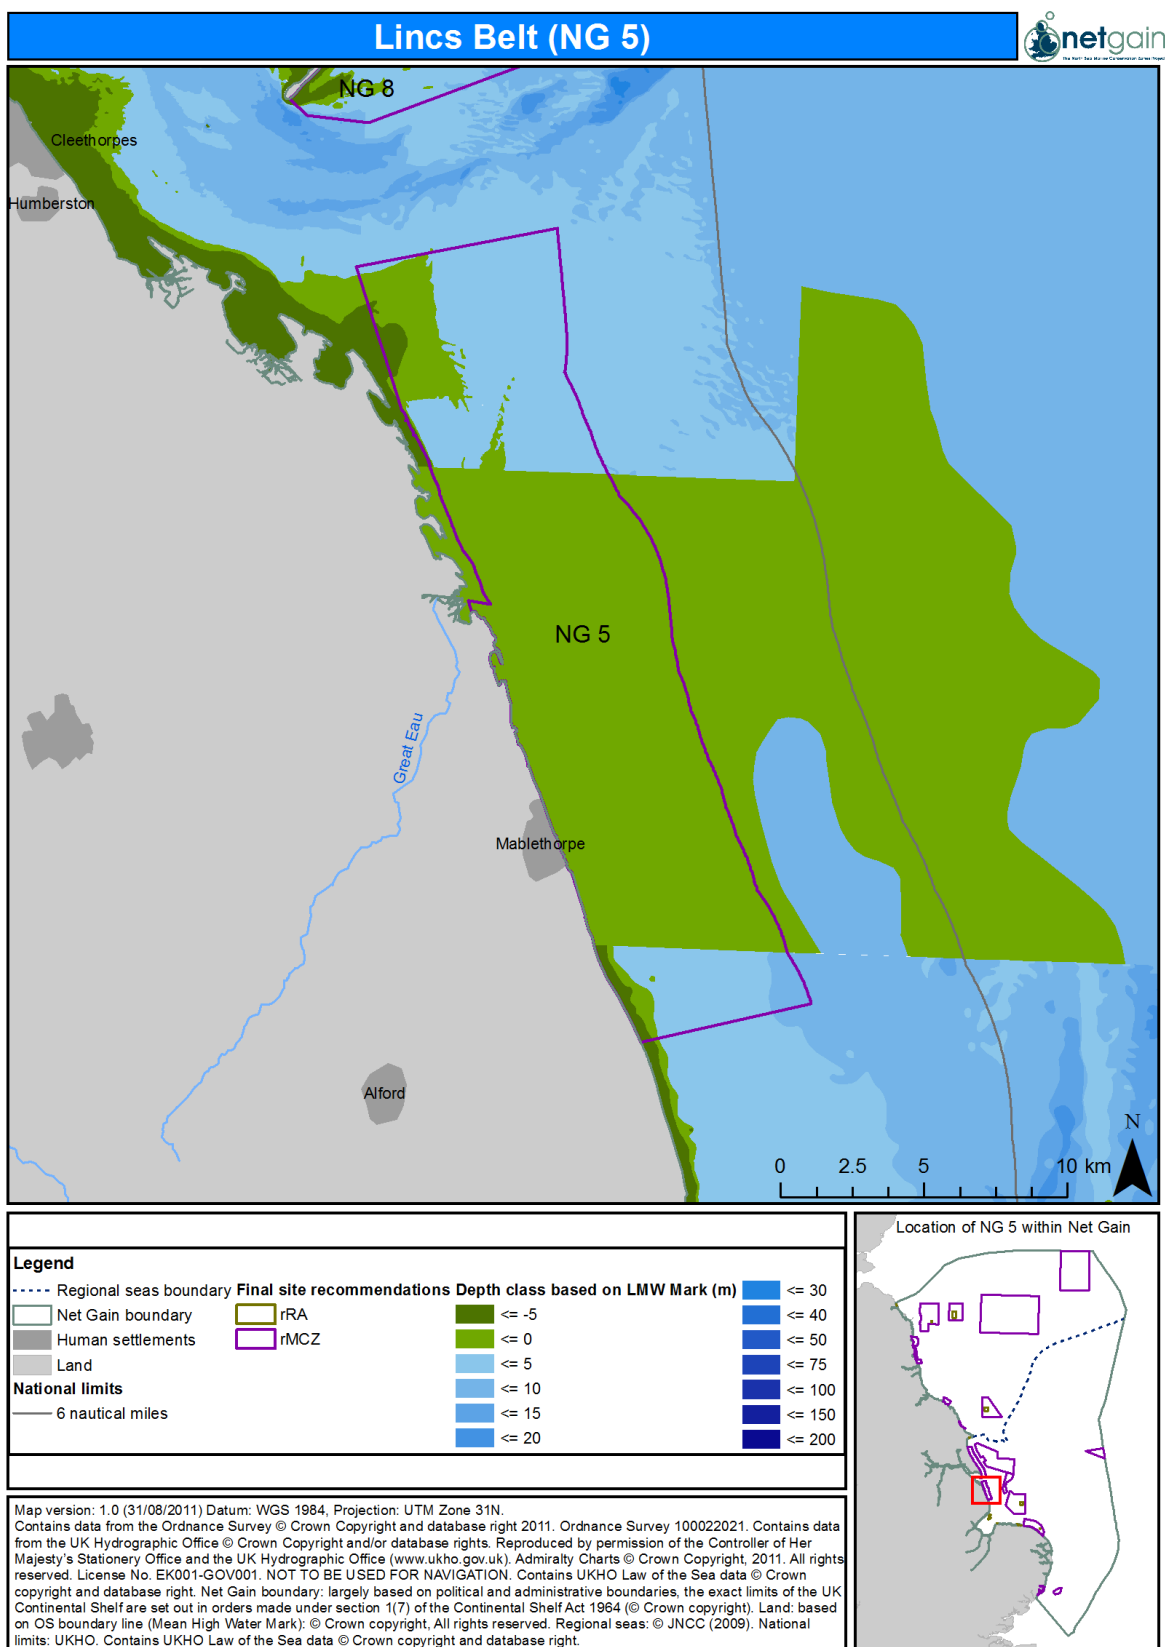 Lincs Belt (NG 5)
netgain
The North Sea Marine Conservation Zones Project
NG 8
Cleethorpes
Humberston
NG 5
Great Eau
Mablethorpe
Alford
N
0 2.5 5 10 km
Legend
Regional seas boundary
Net Gain boundary
Human settlements
Land
National limits
6 nautical miles
Final site recommendations
rRA
rMCZ
Depth class based on LMW Mark (m)
<= -5
<= 0
<= 5
<= 10
<= 15
<= 20
<= 30
<= 40
<= 50
<= 75
<= 100
<= 150
<= 200
Location of NG 5 within Net Gain
Map version: 1.0 (31/08/2011) Datum: WGS 1984, Projection: UTM Zone 31N.
Contains data from the Ordnance Survey © Crown Copyright and database right 2011. Ordnance Survey 100022021. Contains data
from the UK Hydrographic Office © Crown Copyright and/or database rights. Reproduced by permission of the Controller of Her
Majesty's Stationery Office and the UK Hydrographic Office (www.ukho.gov.uk). Admiralty Charts © Crown Copyright, 2011. All rights
reserved. License No. EK001-GOV001. NOT TO BE USED FOR NAVIGATION. Contains UKHO Law of the Sea data © Crown
copyright and database right. Net Gain boundary: largely based on political and administrative boundaries, the exact limits of the UK
Continental Shelf are set out in orders made under section 1(7) of the Continental Shelf Act 1964 (© Crown copyright). Land: based
on OS boundary line (Mean High Water Mark): © Crown copyright, All rights reserved. Regional seas: © JNCC (2009). National
limits: UKHO. Contains UKHO Law of the Sea data © Crown copyright and database right.